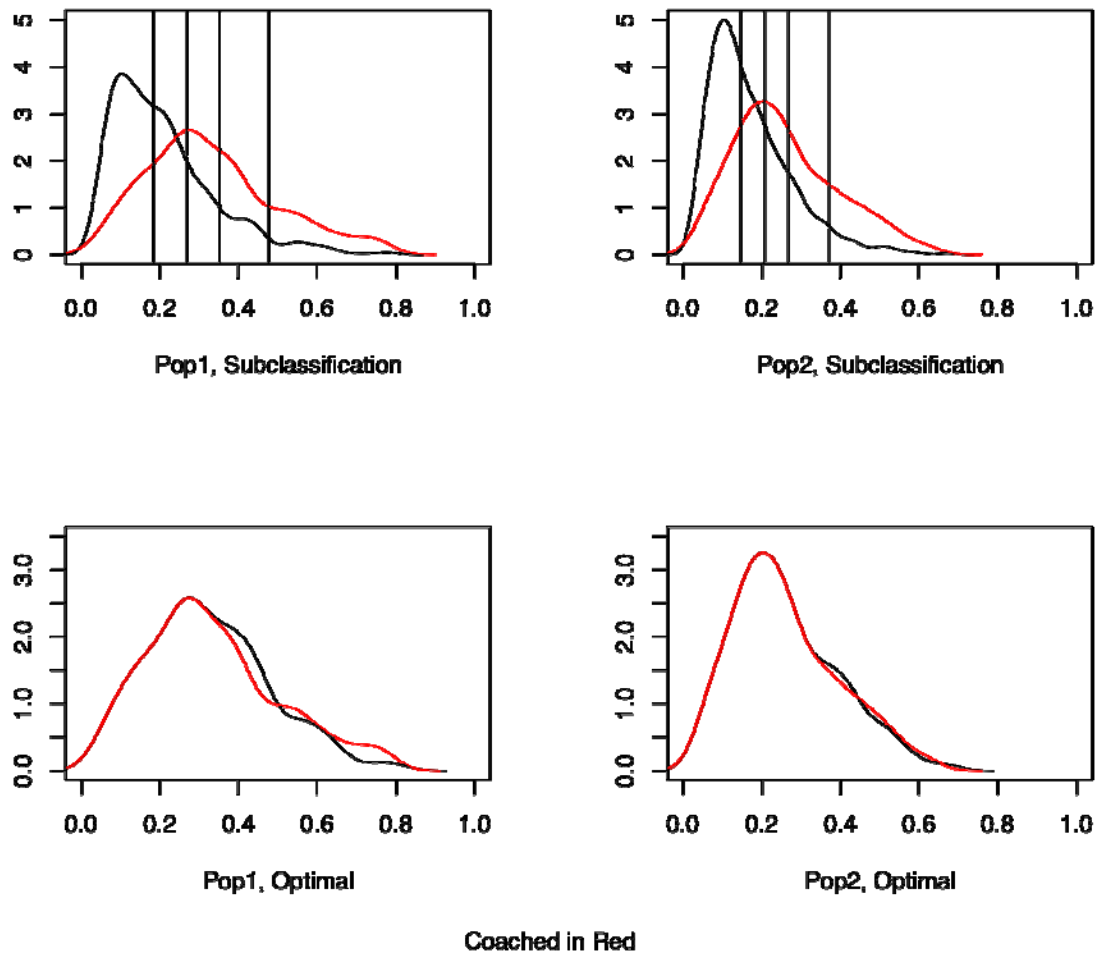 5
4
3
2
1
0
0.0 0.2 0.4 0.6 0.8 1.0
Pop1, Subclassification
5
4
3
2
1
0
0.0 0.2 0.4 0.6 0.8 1.0
Pop2, Subclassification
3.0
2.0
1.0
0.0
0.0 0.2 0.4 0.6 0.8 1.0
Pop1, Optimal
3.0
2.0
1.0
0.0
0.0 0.2 0.4 0.6 0.8 1.0
Pop2, Optimal
Coached in Red